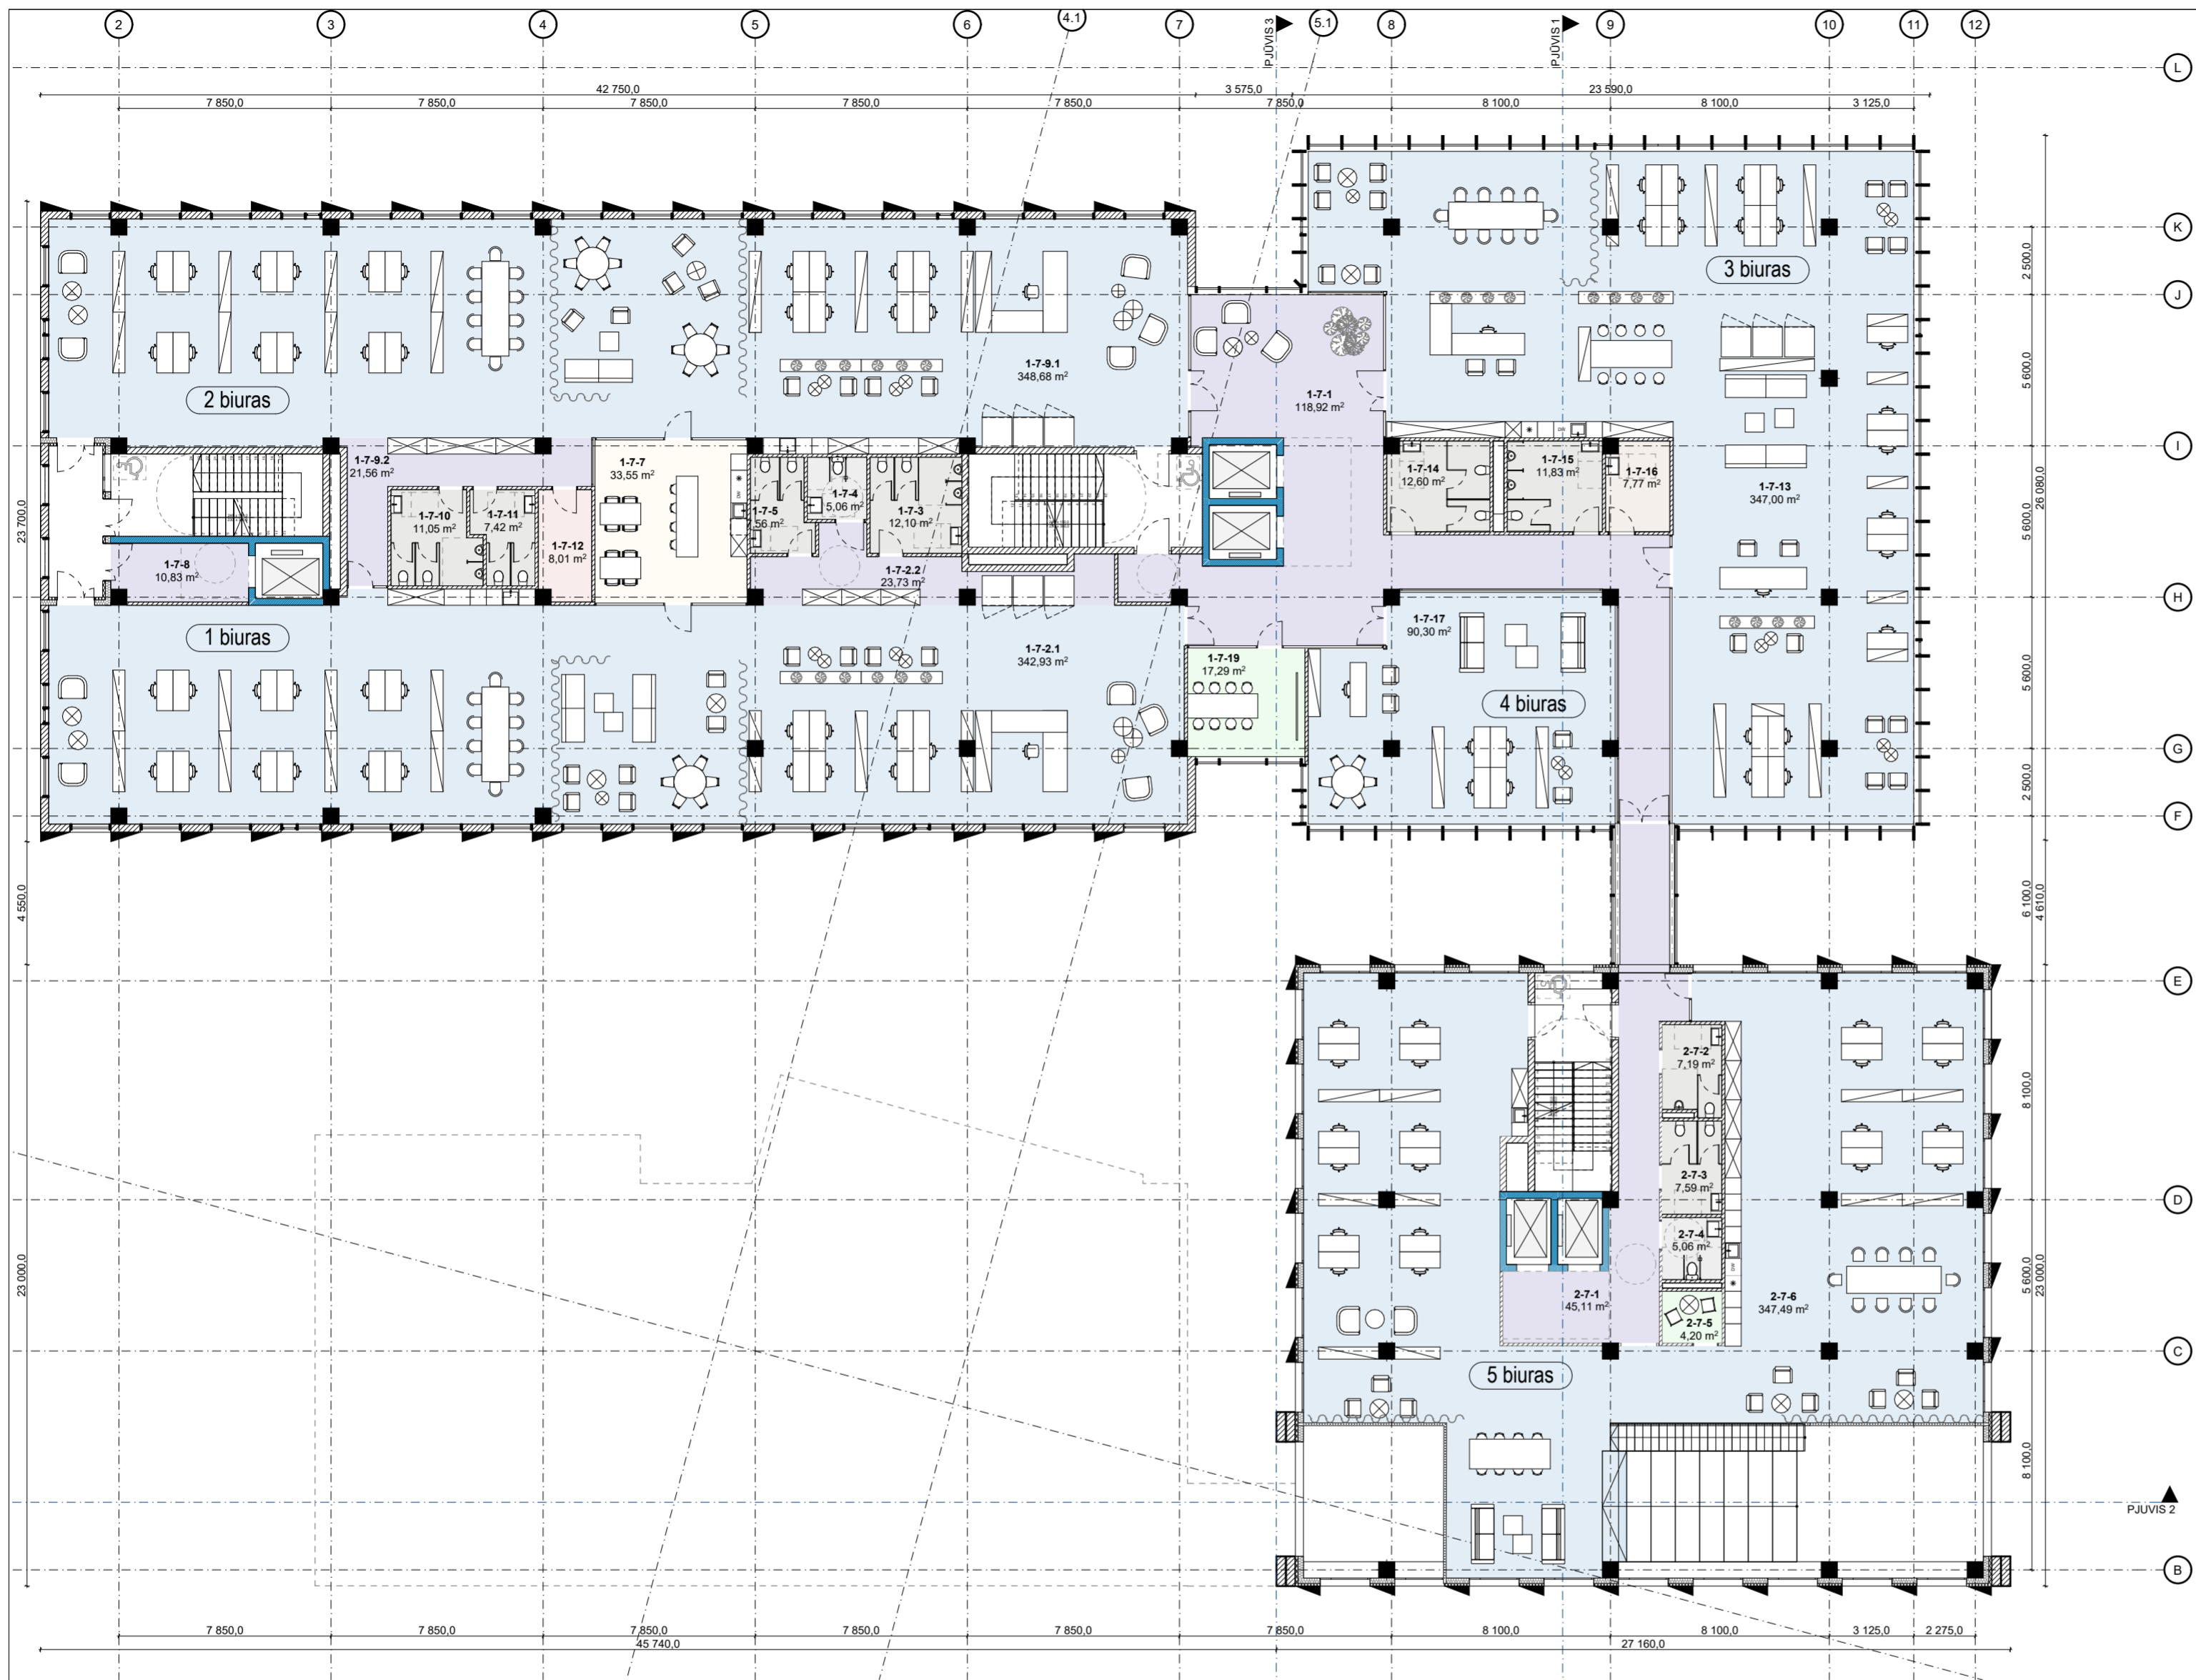 2
3
4
5
6
4.1
7
PJŪVIS 3
5.1
8
PJŪVIS 1
9
10
11
12
L
42 750,0
3 575,0
23 590,0
7 850,0
7 850,0
7 850,0
7 850,0
7 850,0
7 850,0
8 100,0
8 100,0
3 125,0
K
2 500,0
3 biuras
J
5 600,0
1-7-9.1
348,68 m²
2 biuras
1-7-1
118,92 m²
I
1-7-9.2
21,56 m²
1-7-7
33,55 m²
1-7-14
12,60 m²
1-7-15
11,83 m²
1-7-16
7,77 m²
1-7-13
347,00 m²
26 080,0
23 700,0
1-7-10
11,05 m²
1-7-11
7,42 m²
1-7-5
1-7-4
5,06 m²
1-7-3
12,10 m²
1-7-12
8,01 m²
5 600,0
1-7-8
10,83 m²
1-7-2.2
23,73 m²
H
1 biuras
1-7-17
90,30 m²
1-7-2.1
342,93 m²
1-7-19
17,29 m²
5 600,0
4 biuras
G
2 500,0
F
4 550,0
6 100,0
4 610,0
E
2-7-2
7,19 m²
8 100,0
2-7-3
7,59 m²
D
2-7-4
5,06 m²
DW
23 000,0
5 600,0
23 000,0
2-7-1
45,11 m²
2-7-6
347,49 m²
2-7-5
4,20 m²
C
5 biuras
8 100,0
PJUVIS 2
B
7 850,0
7 850,0
7 850,0
7 850,0
7 850,0
7 850,0
8 100,0
8 100,0
3 125,0
2 275,0
45 740,0
27 160,0